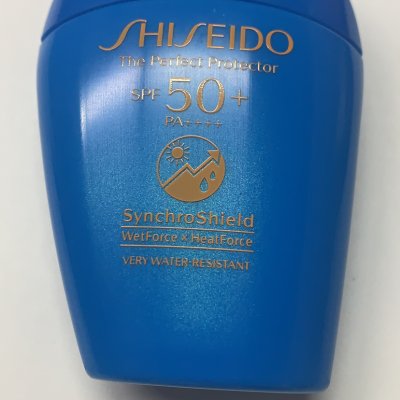 SHISEIDO
The Perfect Protector
SPF 50+
PA++++
SynchroShield
WetForce × HeatForce
VERY WATER-RESISTANT